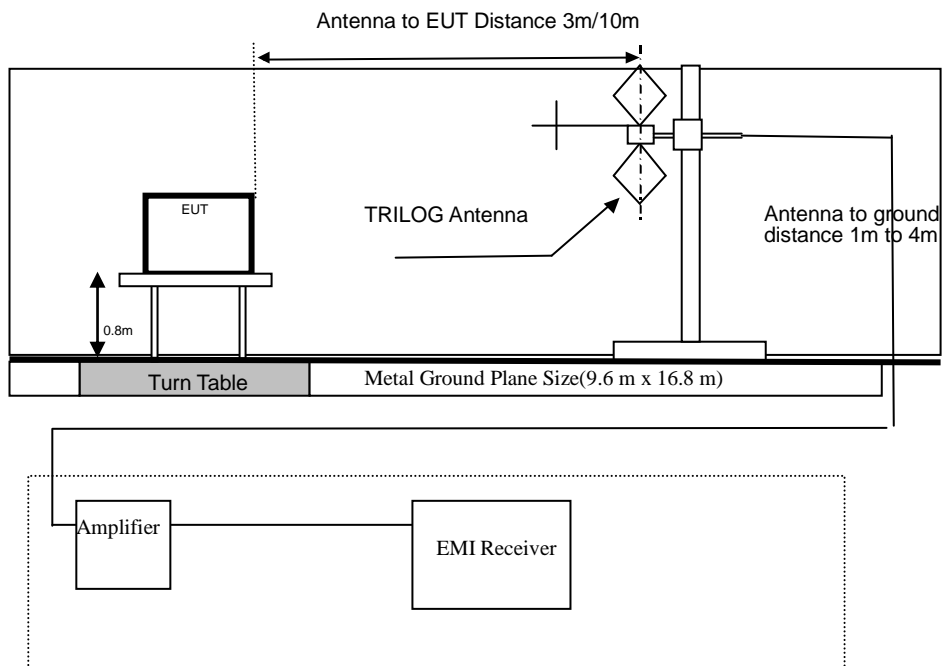 Antenna to EUT Distance 3m/10m
EUT
TRILOG Antenna
Antenna to ground
distance 1m to 4m
0.8m
Turn Table
Metal Ground Plane Size(9.6 m x 16.8 m)
Amplifier
EMI Receiver